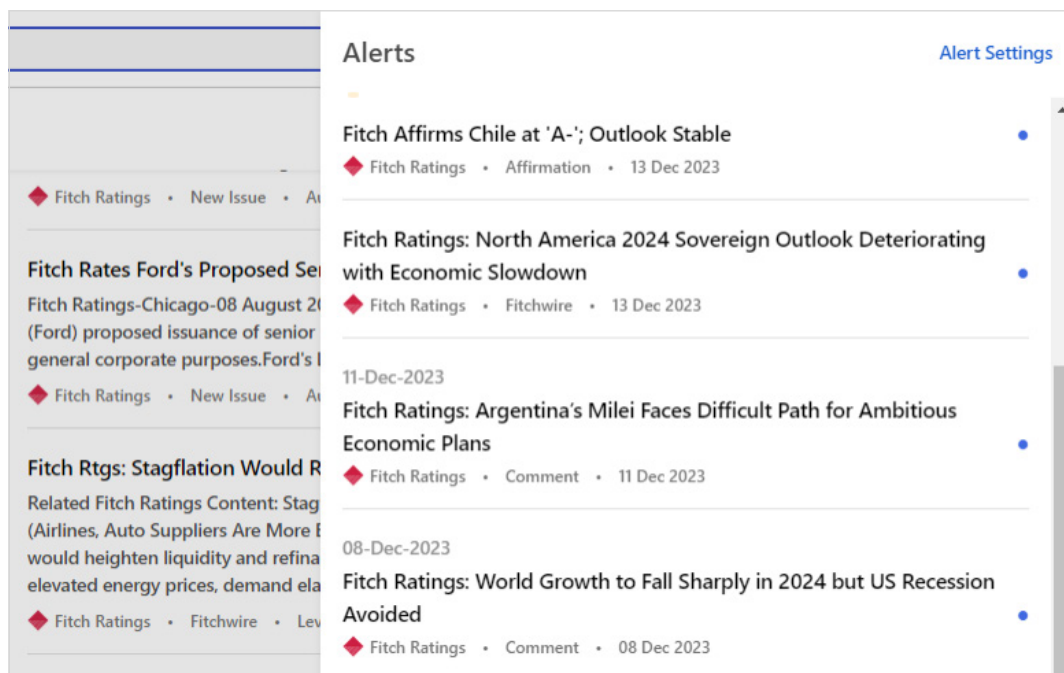 Alerts
Alert Settings
Fitch Affirms Chile at 'A-'; Outlook Stable
Fitch Ratings • Affirmation • 13 Dec 2023
Fitch Ratings: North America 2024 Sovereign Outlook Deteriorating
with Economic Slowdown
Fitch Ratings • Fitchwire • 13 Dec 2023
11-Dec-2023
Fitch Ratings: Argentina's Milei Faces Difficult Path for Ambitious
Economic Plans
Fitch Ratings • Comment • 11 Dec 2023
08-Dec-2023
Fitch Ratings: World Growth to Fall Sharply in 2024 but US Recession
Avoided
Fitch Ratings • Comment • 08 Dec 2023
Fitch Ratings • New Issue •
Fitch Rates Ford's Proposed
Fitch Ratings-Chicago-08 August
(Ford) proposed issuance of senior
general corporate purposes.Ford's
Fitch Ratings • New Issue •
Fitch Rtgs: Stagflation Would
Related Fitch Ratings Content:
(Airlines, Auto Suppliers Are More
would heighten liquidity and
elevated energy prices, demand
Fitch Ratings • Fitchwire •